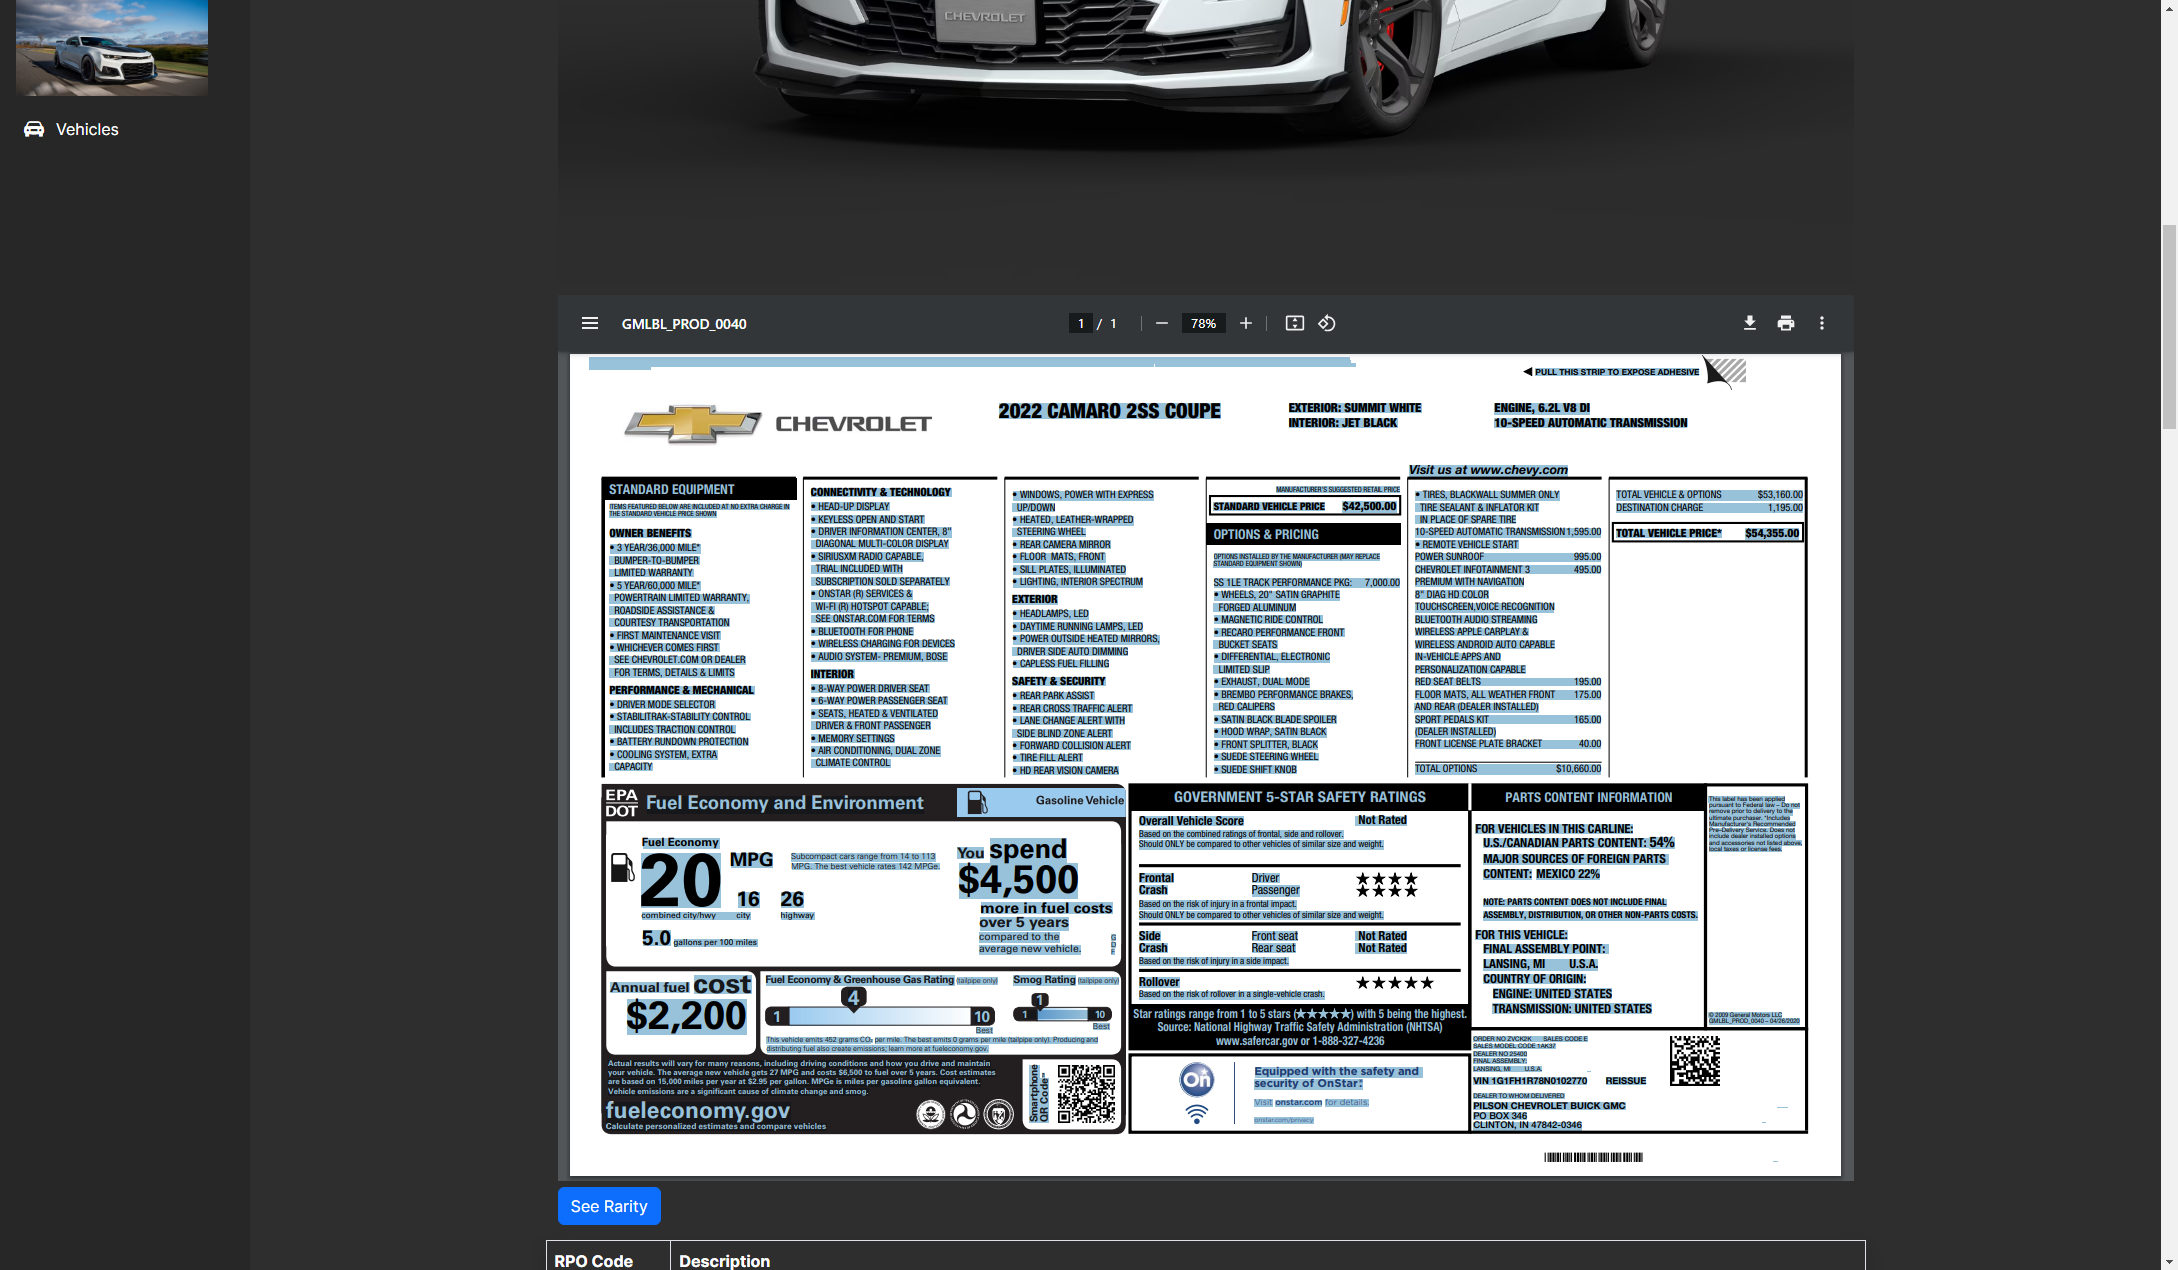 CHEVROLET
Vehicles
GMLBL_PROD_0040
1 / 1
78%
PULL THIS STRIP TO EXPOSE ADHESIVE
CHEVROLET
2022 CAMARO 2SS COUPE
EXTERIOR: SUMMIT WHITE
INTERIOR: JET BLACK
ENGINE, 6.2L V8 DI
10-SPEED AUTOMATIC TRANSMISSION
Visit us at www.chevy.com
STANDARD EQUIPMENT
ITEMS FEATURED BELOW ARE INCLUDED AT NO EXTRA CHARGE IN
THE STANDARD VEHICLE PRICE SHOWN
OWNER BENEFITS
• 3 YEAR/36,000 MILE*
BUMPER-TO-BUMPER
LIMITED WARRANTY
• 5 YEAR/60,000 MILE*
POWERTRAIN LIMITED WARRANTY,
ROADSIDE ASSISTANCE &
COURTESY TRANSPORTATION
• FIRST MAINTENANCE VISIT
• WHICHEVER COMES FIRST
SEE CHEVROLET.COM OR DEALER
FOR TERMS, DETAILS & LIMITS
PERFORMANCE & MECHANICAL
• DRIVER MODE SELECTOR
• STABILITRAK-STABILITY CONTROL
INCLUDES TRACTION CONTROL
• BATTERY RUNDOWN PROTECTION
• COOLING SYSTEM, EXTRA
CAPACITY
CONNECTIVITY & TECHNOLOGY
• HEAD-UP DISPLAY
• KEYLESS OPEN AND START
• DRIVER INFORMATION CENTER, 8"
DIAGONAL MULTI-COLOR DISPLAY
• SIRIUSXM RADIO CAPABLE,
TRIAL INCLUDED WITH
SUBSCRIPTION SOLD SEPARATELY
• ONSTAR (R) SERVICES &
WI-FI (R) HOTSPOT CAPABLE;
SEE ONSTAR.COM FOR TERMS
• BLUETOOTH FOR PHONE
• WIRELESS CHARGING FOR DEVICES
• AUDIO SYSTEM- PREMIUM, BOSE
INTERIOR
• 8-WAY POWER DRIVER SEAT
• 6-WAY POWER PASSENGER SEAT
• SEATS, HEATED & VENTILATED
DRIVER & FRONT PASSENGER
• MEMORY SETTINGS
• AIR CONDITIONING, DUAL ZONE
CLIMATE CONTROL
• WINDOWS, POWER WITH EXPRESS
UP/DOWN
• HEATED, LEATHER-WRAPPED
STEERING WHEEL
• REAR CAMERA MIRROR
• FLOOR MATS, FRONT
• SILL PLATES, ILLUMINATED
• LIGHTING, INTERIOR SPECTRUM
EXTERIOR
• HEADLAMPS, LED
• DAYTIME RUNNING LAMPS, LED
• POWER OUTSIDE HEATED MIRRORS,
DRIVER SIDE AUTO DIMMING
• CAPLESS FUEL FILLING
SAFETY & SECURITY
• REAR PARK ASSIST
• REAR CROSS TRAFFIC ALERT
• LANE CHANGE ALERT WITH
SIDE BLIND ZONE ALERT
• FORWARD COLLISION ALERT
• TIRE FILL ALERT
• HD REAR VISION CAMERA
MANUFACTURER'S SUGGESTED RETAIL PRICE
STANDARD VEHICLE PRICE $42,500.00
OPTIONS & PRICING
OPTIONS INSTALLED BY THE MANUFACTURER (MAY REPLACE
STANDARD EQUIPMENT SHOWN)
SS 1LE TRACK PERFORMANCE PKG: 7,000.00
• WHEELS, 20" SATIN GRAPHITE
FORGED ALUMINUM
• MAGNETIC RIDE CONTROL
• RECARO PERFORMANCE FRONT
BUCKET SEATS
• DIFFERENTIAL, ELECTRONIC
LIMITED SLIP
• EXHAUST, DUAL MODE
• BREMBO PERFORMANCE BRAKES,
RED CALIPERS
• SATIN BLACK BLADE SPOILER
• HOOD WRAP, SATIN BLACK
• FRONT SPLITTER, BLACK
• SUEDE STEERING WHEEL
• SUEDE SHIFT KNOB
• TIRES, BLACKWALL SUMMER ONLY
TIRE SEALANT & INFLATOR KIT
IN PLACE OF SPARE TIRE
10-SPEED AUTOMATIC TRANSMISSION 1,595.00
• REMOTE VEHICLE START
POWER SUNROOF 995.00
CHEVROLET INFOTAINMENT 3 495.00
PREMIUM WITH NAVIGATION
8" DIAG HD COLOR
TOUCHSCREEN,VOICE RECOGNITION
BLUETOOTH AUDIO STREAMING
WIRELESS APPLE CARPLAY &
WIRELESS ANDROID AUTO CAPABLE
IN-VEHICLE APPS AND
PERSONALIZATION CAPABLE
RED SEAT BELTS 195.00
FLOOR MATS, ALL WEATHER FRONT 175.00
AND REAR (DEALER INSTALLED)
SPORT PEDALS KIT 165.00
(DEALER INSTALLED)
FRONT LICENSE PLATE BRACKET 40.00
TOTAL OPTIONS $10,660.00
TOTAL VEHICLE & OPTIONS $53,160.00
DESTINATION CHARGE 1,195.00
TOTAL VEHICLE PRICE* $54,355.00
EPA
DOT
Fuel Economy and Environment
Gasoline Vehicle
Fuel Economy
20 MPG
16 26
combined city/hwy city highway
5.0 gallons per 100 miles
Subcompact cars range from 14 to 113
MPG. The best vehicle rates 142 MPGe.
You spend
$4,500
more in fuel costs
over 5 years
compared to the
average new vehicle.
Annual fuel cost
$2,200
Fuel Economy & Greenhouse Gas Rating (tailpipe only)
4
1 10
Best
Smog Rating (tailpipe only)
1
1 10
Best
This vehicle emits 452 grams CO₂ per mile. The best emits 0 grams per mile (tailpipe only). Producing and
distributing fuel also create emissions; learn more at fueleconomy.gov.
Actual results will vary for many reasons, including driving conditions and how you drive and maintain
your vehicle. The average new vehicle gets 27 MPG and costs $6,500 to fuel over 5 years. Cost estimates
are based on 15,000 miles per year at $2.95 per gallon. MPGe is miles per gasoline gallon equivalent.
Vehicle emissions are a significant cause of climate change and smog.
fueleconomy.gov
Calculate personalized estimates and compare vehicles
Smartphone
QR Code™
GOVERNMENT 5-STAR SAFETY RATINGS
Overall Vehicle Score Not Rated
Based on the combined ratings of frontal, side and rollover.
Should ONLY be compared to other vehicles of similar size and weight.
Frontal Driver ★★★★
Crash Passenger ★★★★
Based on the risk of injury in a frontal impact.
Should ONLY be compared to other vehicles of similar size and weight.
Side Front seat Not Rated
Crash Rear seat Not Rated
Based on the risk of injury in a side impact.
Rollover ★★★★★
Based on the risk of rollover in a single-vehicle crash.
Star ratings range from 1 to 5 stars (★★★★★) with 5 being the highest.
Source: National Highway Traffic Safety Administration (NHTSA)
www.safercar.gov or 1-888-327-4236
On
Equipped with the safety and
security of OnStar:
Visit onstar.com for details.
onstar.com/privacy
PARTS CONTENT INFORMATION
FOR VEHICLES IN THIS CARLINE:
U.S./CANADIAN PARTS CONTENT: 54%
MAJOR SOURCES OF FOREIGN PARTS
CONTENT: MEXICO 22%
NOTE: PARTS CONTENT DOES NOT INCLUDE FINAL
ASSEMBLY, DISTRIBUTION, OR OTHER NON-PARTS COSTS.
FOR THIS VEHICLE:
FINAL ASSEMBLY POINT:
LANSING, MI U.S.A.
COUNTRY OF ORIGIN:
ENGINE: UNITED STATES
TRANSMISSION: UNITED STATES
This label has been applied
pursuant to Federal law – Do not
remove prior to delivery to the
ultimate purchaser. *Includes
Manufacturer's Recommended
Pre-Delivery Service. Does not
include dealer installed options
and accessories not listed above,
local taxes or license fees.
© 2009 General Motors LLC
GMLBL_PROD_0040 – 04/26/2020
ORDER NO ZVCK2K SALES CODE E
SALES MODEL CODE 1AK37
DEALER NO 25400
FINAL ASSEMBLY:
LANSING, MI U.S.A.
VIN 1G1FH1R78N0102770 REISSUE
DEALER TO WHOM DELIVERED
PILSON CHEVROLET BUICK GMC
PO BOX 346
CLINTON, IN 47842-0346
See Rarity
RPO Code Description